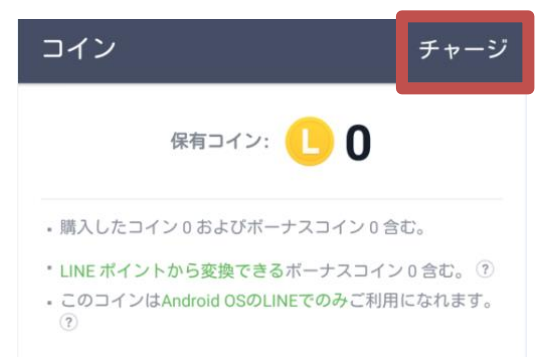 コイン
チャージ
保有コイン: L 0
• 購入したコイン 0 およびボーナスコイン 0 含む。
• LINE ポイントから変換できるボーナスコイン 0 含む。 ?
• このコインはAndroid OSのLINEでのみご利用になれます。
?